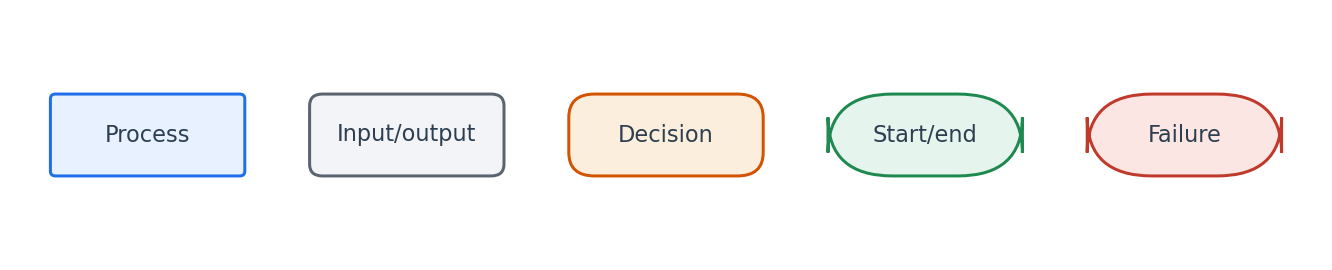 Process
Input/output
Decision
Start/end
Failure